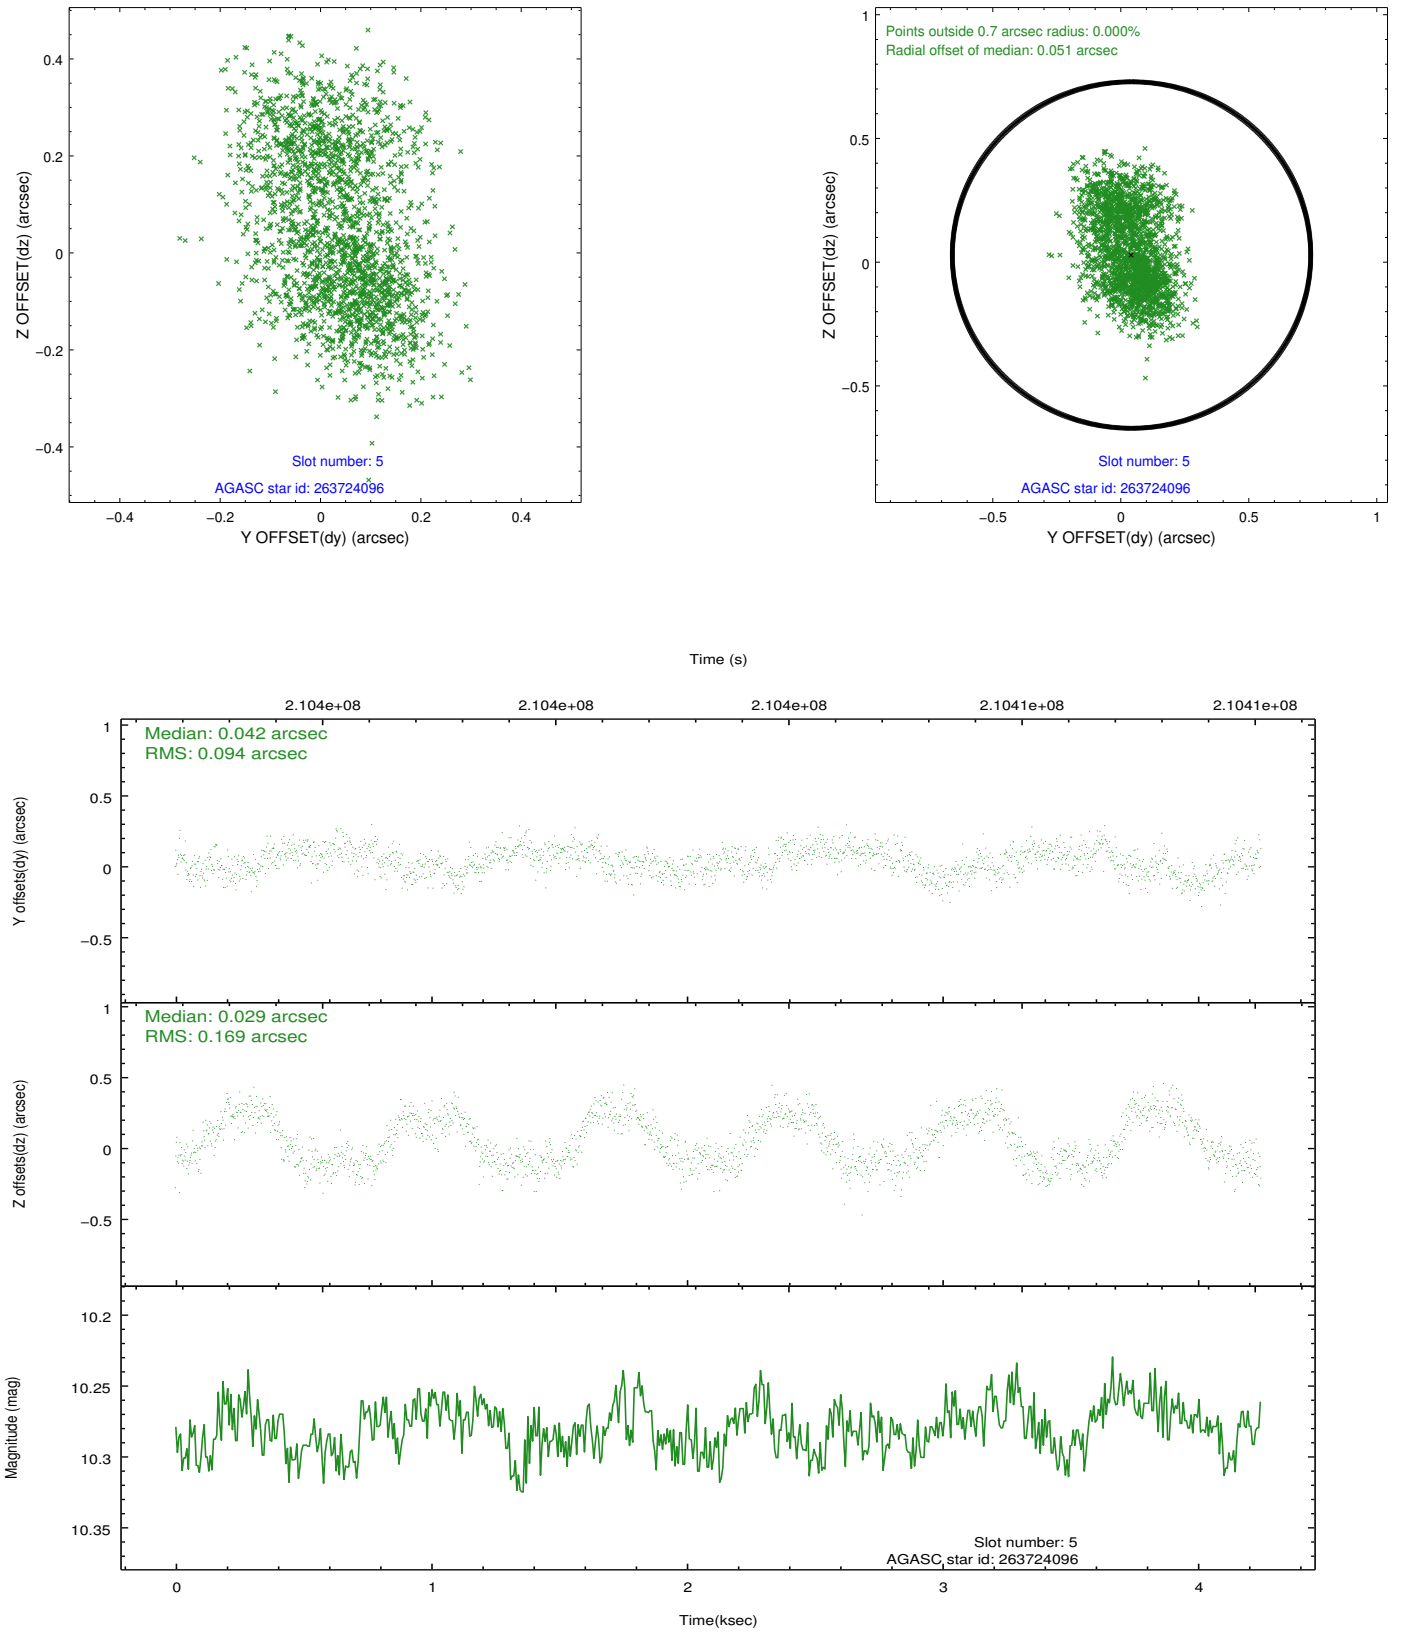 0.4
0.2
0
−0.2
−0.4
Z OFFSET(dz) (arcsec)
Slot number: 5
AGASC star id: 263724096
−0.4 −0.2 0 0.2 0.4
Y OFFSET(dy) (arcsec)
Points outside 0.7 arcsec radius: 0.000%
Radial offset of median: 0.051 arcsec
1
0.5
0
−0.5
Z OFFSET(dz) (arcsec)
Slot number: 5
AGASC star id: 263724096
−0.5 0 0.5 1
Y OFFSET(dy) (arcsec)
Time (s)
2.104e+08 2.104e+08 2.104e+08 2.1041e+08 2.1041e+08
Median: 0.042 arcsec
RMS: 0.094 arcsec
1
0.5
0
−0.5
Y offsets(dy) (arcsec)
Median: 0.029 arcsec
RMS: 0.169 arcsec
1
0.5
0
−0.5
Z offsets(dz) (arcsec)
10.2
10.25
10.3
10.35
Magnitude (mag)
Slot number: 5
AGASC star id: 263724096
0 1 2 3 4
Time(ksec)